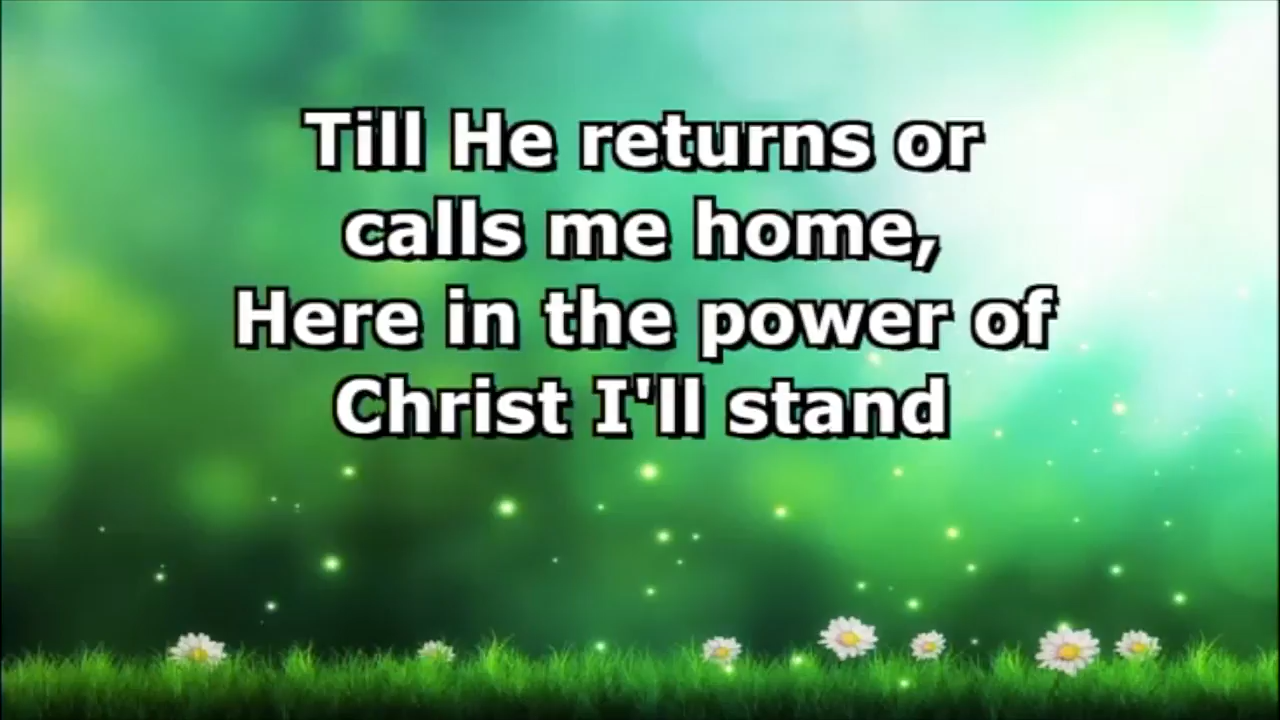 Till He returns or
calls me home,
Here in the power of
Christ I'll stand